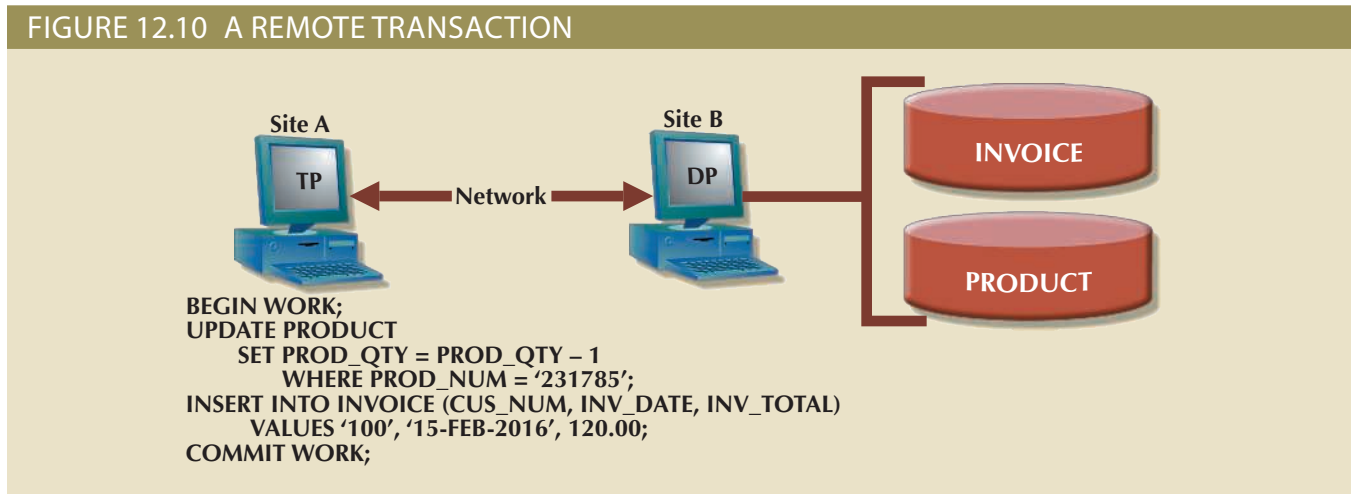 FIGURE 12.10 A REMOTE TRANSACTION
Site A
Site B
TP
Network
DP
INVOICE
PRODUCT
BEGIN WORK;
UPDATE PRODUCT
SET PROD_QTY = PROD_QTY – 1
WHERE PROD_NUM = ‘231785’;
INSERT INTO INVOICE (CUS_NUM, INV_DATE, INV_TOTAL)
VALUES ‘100’, ‘15-FEB-2016’, 120.00;
COMMIT WORK;